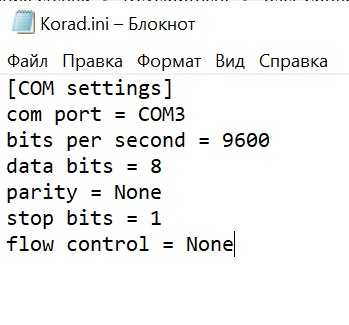 Korad.ini – Блокнот
Файл Правка Формат Вид Справка
[COM settings]
com port = COM3
bits per second = 9600
data bits = 8
parity = None
stop bits = 1
flow control = None